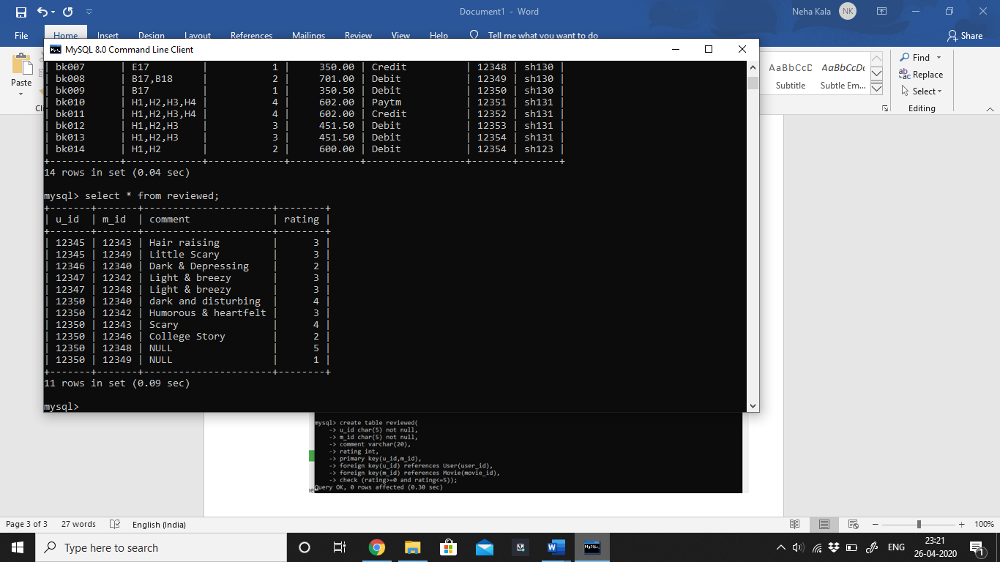 Document1 - Word
Neha Kala NK
File Home Insert Design Layout References Mailings Review View Help Tell me what you want to do Share
MySQL 8.0 Command Line Client
Paste
AaBbCcD AaBbCcDc
Subtitle Subtle Em...
Find
Replace
Select
Editing
| bk007 | E17 | 1 | 350.00 | Credit | 12348 | sh130 |
| bk008 | B17,B18 | 2 | 701.00 | Debit | 12349 | sh130 |
| bk009 | B17 | 1 | 350.50 | Debit | 12350 | sh130 |
| bk010 | H1,H2,H3,H4 | 4 | 602.00 | Paytm | 12351 | sh131 |
| bk011 | H1,H2,H3,H4 | 4 | 602.00 | Credit | 12352 | sh131 |
| bk012 | H1,H2,H3 | 3 | 451.50 | Debit | 12353 | sh131 |
| bk013 | H1,H2,H3 | 3 | 451.50 | Debit | 12354 | sh131 |
| bk014 | H1,H2 | 2 | 600.00 | Debit | 12354 | sh123 |
+------------+-------------+-------------+------------+-----------------+-------+-------+
14 rows in set (0.04 sec)
mysql> select * from reviewed;
+-------+-------+----------------------+--------+
| u_id | m_id | comment | rating |
+-------+-------+----------------------+--------+
| 12345 | 12343 | Hair raising | 3 |
| 12345 | 12349 | Little Scary | 3 |
| 12346 | 12340 | Dark & Depressing | 2 |
| 12347 | 12342 | Light & breezy | 3 |
| 12347 | 12348 | Light & breezy | 3 |
| 12350 | 12340 | dark and disturbing | 4 |
| 12350 | 12342 | Humorous & heartfelt | 3 |
| 12350 | 12343 | Scary | 4 |
| 12350 | 12346 | College Story | 2 |
| 12350 | 12348 | NULL | 5 |
| 12350 | 12349 | NULL | 1 |
+-------+-------+----------------------+--------+
11 rows in set (0.09 sec)
mysql>
mysql> create table reviewed(
-> u_id char(5) not null,
-> m_id char(5) not null,
-> comment varchar(20),
-> rating int,
-> primary key(u_id,m_id),
-> foreign key(u_id) references User(user_id),
-> foreign key(m_id) references Movie(movie_id),
-> check (rating>=0 and rating<=5));
Query OK, 0 rows affected (0.30 sec)
Page 3 of 3 27 words English (India) 100%
Type here to search
ENG
23:21
26-04-2020